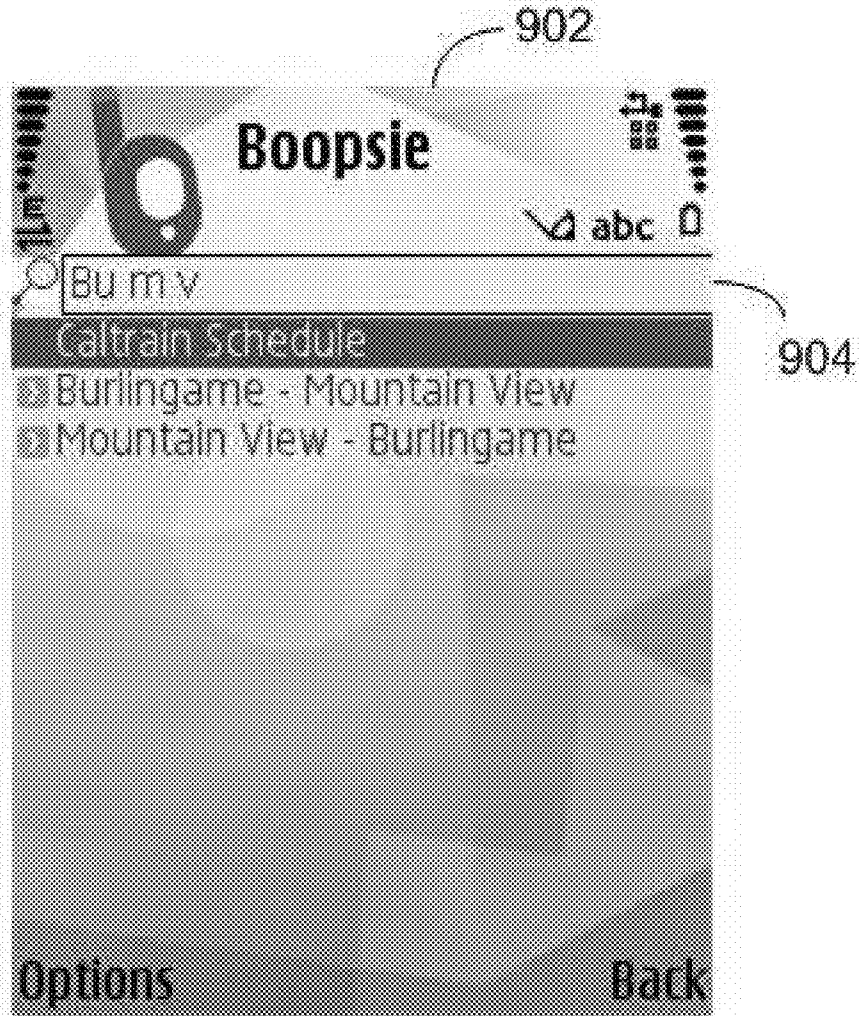 902
Boopsie
abc
Bu m v
904
Caltrain Schedule
Burlingame - Mountain View
Mountain View - Burlingame
Options
Back